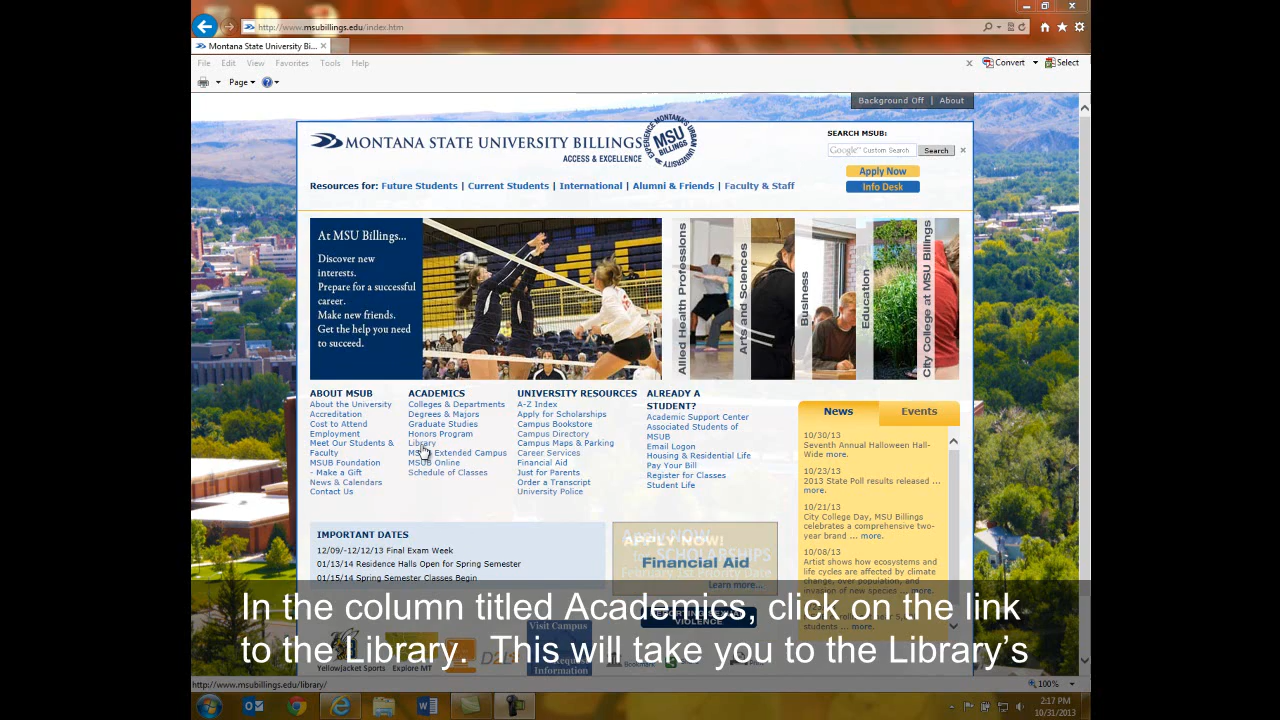 http://www.msubillings.edu/index.htm
Montana State University Bi...
File Edit View Favorites Tools Help
Convert Select
Page
Background Off | About
MONTANA STATE UNIVERSITY BILLINGS
ACCESS & EXCELLENCE
EXPERIENCE MONTANA'S URBAN UNIVERSITY
MSU BILLINGS
SEARCH MSUB:
Google™ Custom Search Search
Apply Now
Info Desk
Resources for: Future Students | Current Students | International | Alumni & Friends | Faculty & Staff
At MSU Billings...
Discover new
interests.
Prepare for a successful
career.
Make new friends.
Get the help you need
to succeed.
Allied Health Professions
Arts and Sciences
Business
Education
City College at MSU Billings
ABOUT MSUB
About the University
Accreditation
Cost to Attend
Employment
Meet Our Students &
Faculty
MSUB Foundation
- Make a Gift
News & Calendars
Contact Us
ACADEMICS
Colleges & Departments
Degrees & Majors
Graduate Studies
Honors Program
Library
Extended Campus
MSUB Online
Schedule of Classes
UNIVERSITY RESOURCES
A-Z Index
Apply for Scholarships
Campus Bookstore
Campus Directory
Campus Maps & Parking
Career Services
Financial Aid
Just for Parents
Order a Transcript
University Police
ALREADY A
STUDENT?
Academic Support Center
Associated Students of
MSUB
Email Logon
Housing & Residential Life
Pay Your Bill
Register for Classes
Student Life
News Events
10/30/13
Seventh Annual Halloween Hall-
Wide more.
10/23/13
2013 State Poll results released ...
more.
10/21/13
City College Day, MSU Billings
celebrates a comprehensive two-
year brand ... more.
10/08/13
Artist shows how ecosystems and
life cycles are affected by climate
change, over population, and
invasion of new species ... more.
students ... more.
IMPORTANT DATES
12/09/-12/12/13 Final Exam Week
01/13/14 Residence Halls Open for Spring Semester
01/15/14 Spring Semester Classes Begin
APPLY NOW!
Financial Aid
Learn more...
In the column titled Academics, click on the link
to the Library. This will take you to the Library's
VIOLENCE
Visit Campus
Information
Yellowjacket Sports Explore MT
D2L
Bookmark
http://www.msubillings.edu/library/
100%
2:17 PM
10/31/2013